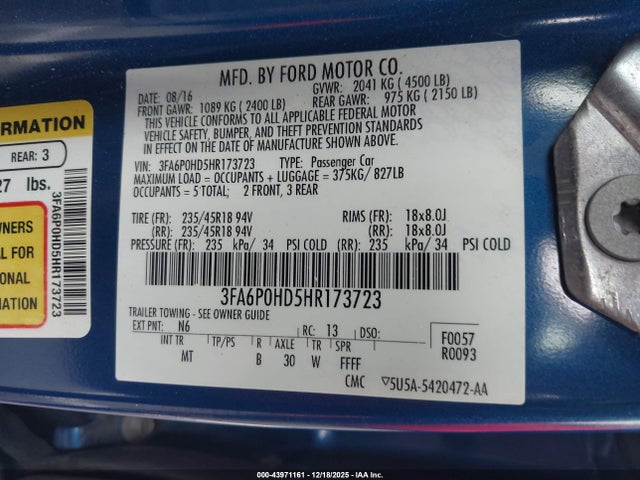 ORMATION
REAR: 3
27 lbs.
3FA6P0HD5HR173723
WNERS
AL FOR
ONAL
MATION
MFD. BY FORD MOTOR CO.
DATE: 08/16 GVWR: 2041 KG ( 4500 LB)
FRONT GAWR: 1089 KG ( 2400 LB) REAR GAWR: 975 KG ( 2150 LB)
THIS VEHICLE CONFORMS TO ALL APPLICABLE FEDERAL MOTOR
VEHICLE SAFETY, BUMPER, AND THEFT PREVENTION STANDARDS
IN EFFECT ON THE DATE OF MANUFACTURE SHOWN ABOVE.
VIN: 3FA6P0HD5HR173723 TYPE: Passenger Car
MAXIMUM LOAD = OCCUPANTS + LUGGAGE = 375KG/ 827LB
OCCUPANTS = 5 TOTAL; 2 FRONT, 3 REAR
TIRE (FR): 235/45R18 94V RIMS (FR): 18x8.0J
(RR): 235/45R18 94V (RR): 18x8.0J
PRESSURE (FR): 235 kPa/ 34 PSI COLD (RR): 235 kPa/ 34 PSI COLD
3FA6P0HD5HR173723
TRAILER TOWING - SEE OWNER GUIDE
EXT PNT: N6 RC: 13 DSO: F0057
INT TR TP/PS R AXLE TR SPR R0093
MT B 30 W FFFF
CMC 5U5A-5420472-AA
000-43971161 - 12/18/2025 - IAA Inc.